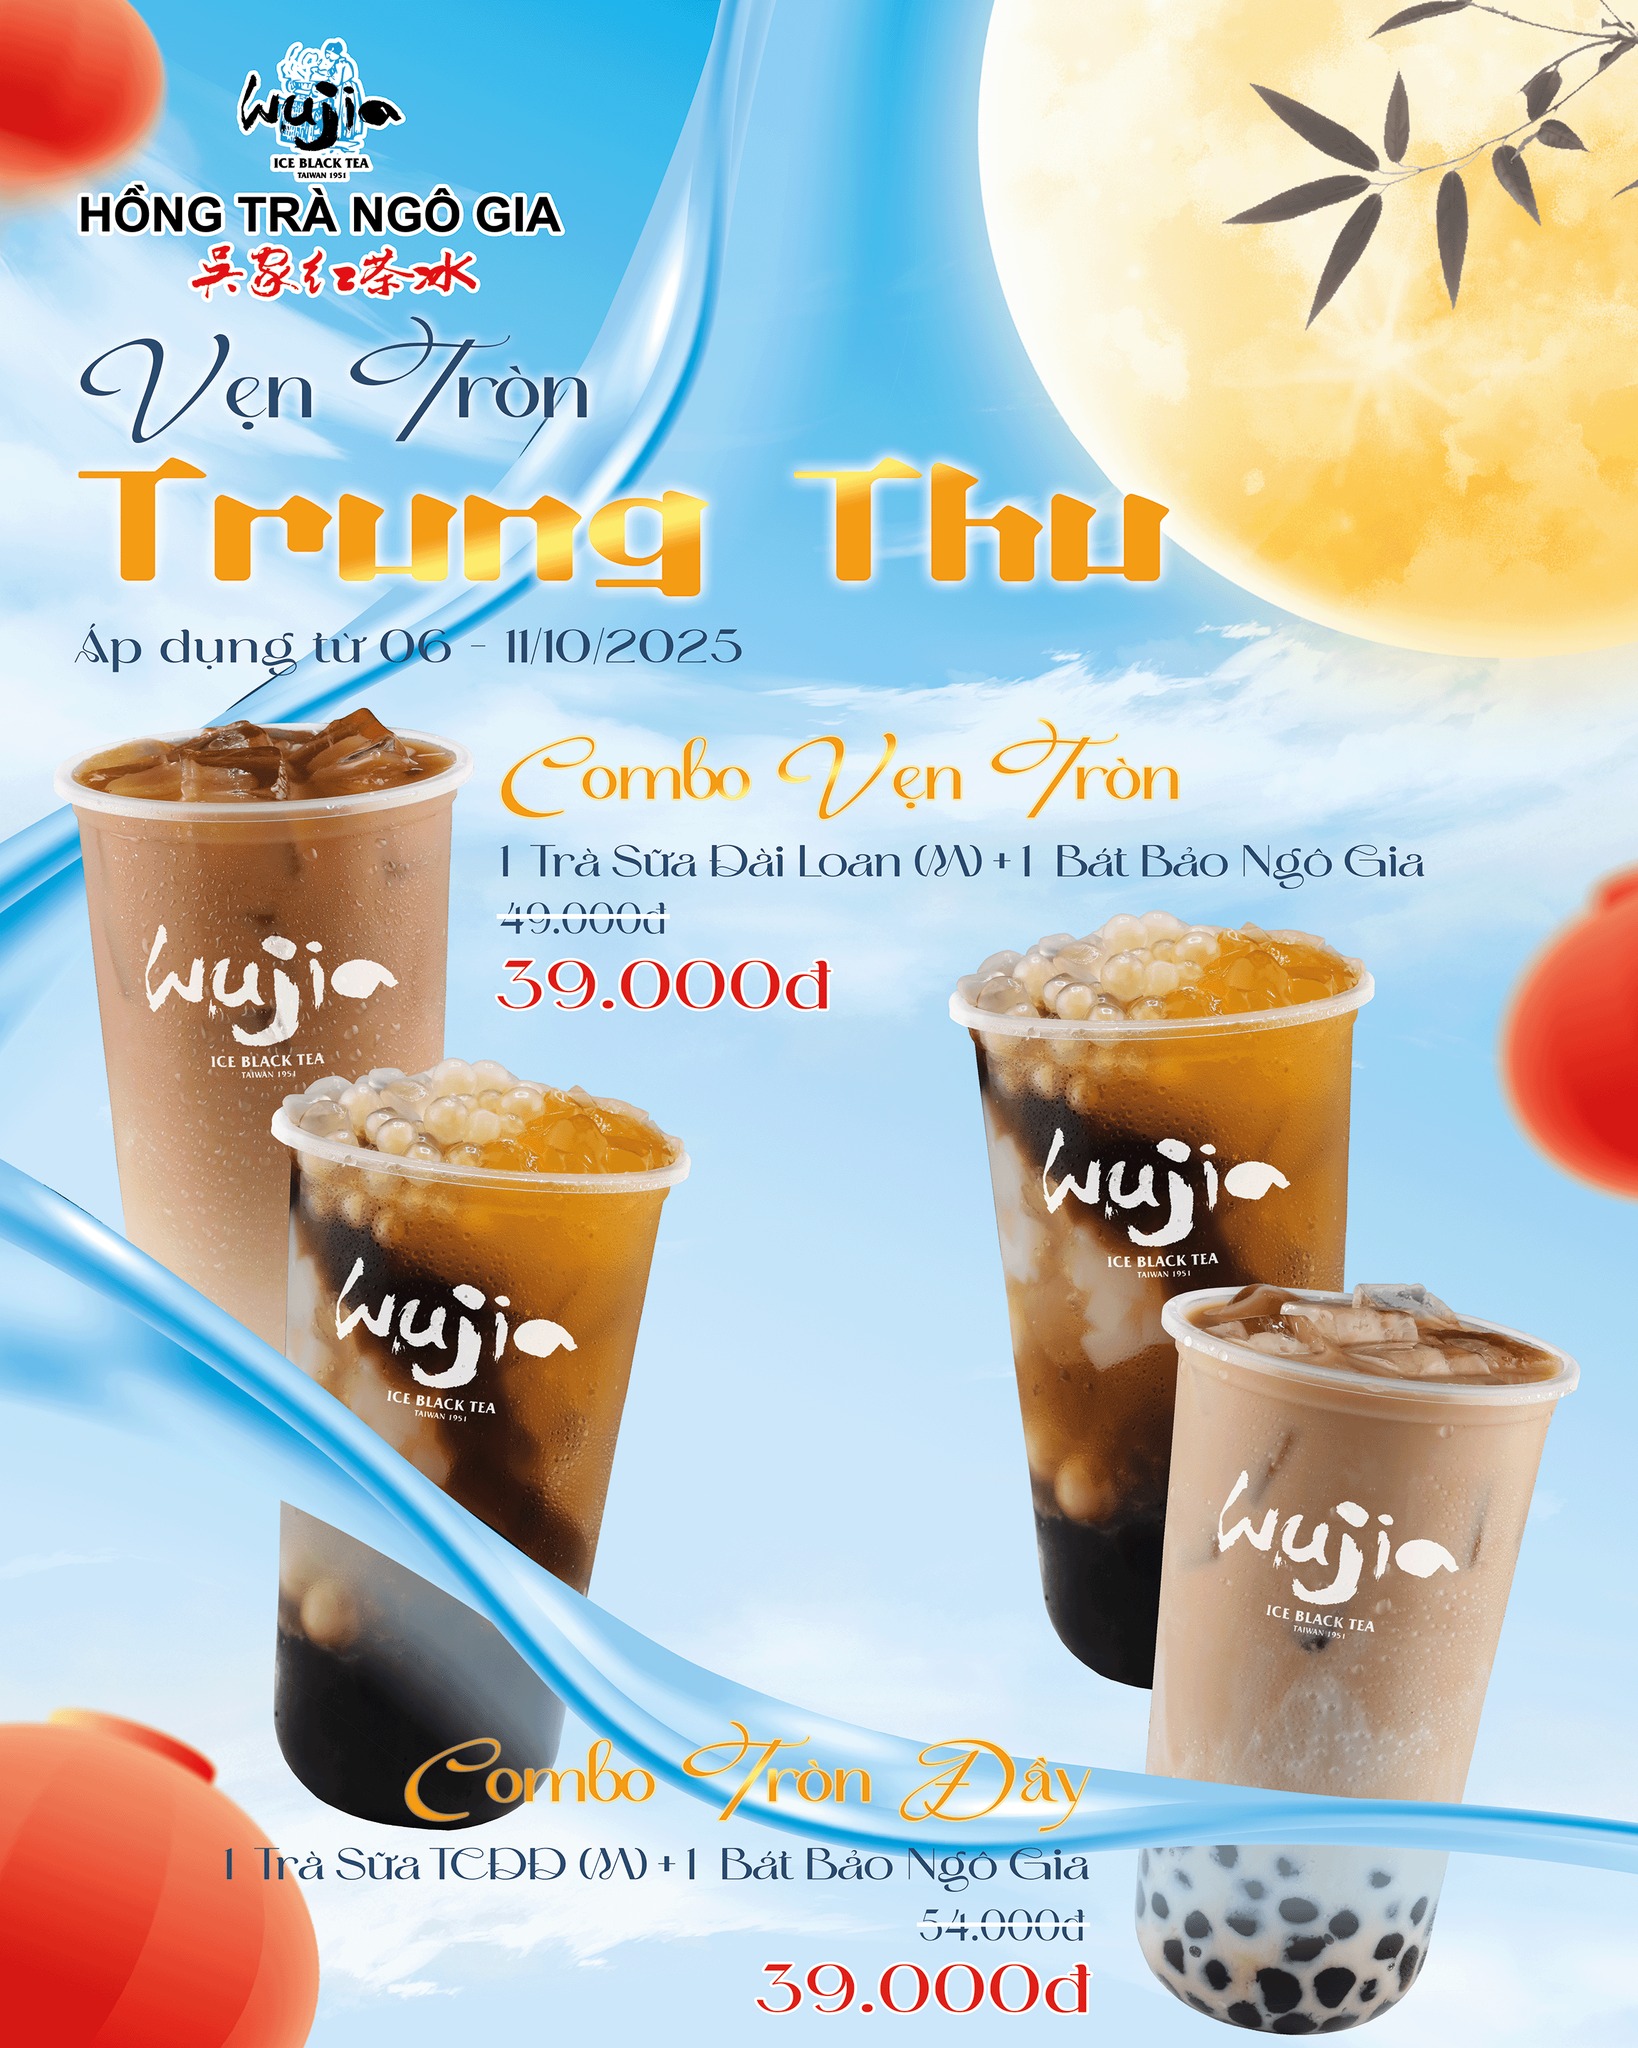 Wujia
ICE BLACK TEA
TAIWAN 1951
HỒNG TRÀ NGÔ GIA
吳家紅茶冰
Vẹn Tròn
Trung Thu
Áp dụng từ 06 - 11/10/2025
Combo Vẹn Tròn
1 Trà Sữa Đài Loan (M) + 1 Bát Bảo Ngô Gia
49.000đ
39.000đ
Wujia
ICE BLACK TEA
TAIWAN 1951
Wujia
ICE BLACK TEA
TAIWAN 1951
Wujia
ICE BLACK TEA
TAIWAN 1951
Wujia
ICE BLACK TEA
TAIWAN 1951
Combo Tròn Đầy
1 Trà Sữa TCĐĐ (M) + 1 Bát Bảo Ngô Gia
54.000đ
39.000đ